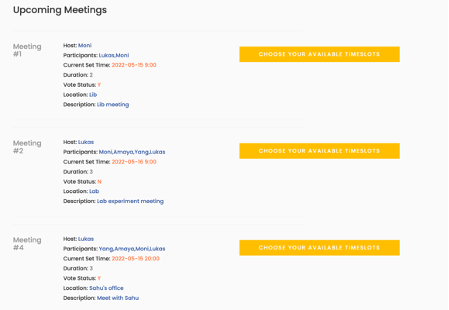 Upcoming Meetings
Meeting #1
Host: Moni
Participants: Lukas,Moni
Current Set Time: 2022-05-15 9:00
Duration: 2
Vote Status: Y
Location: Lib
Description: Lib meeting
CHOOSE YOUR AVAILABLE TIMESLOTS
Meeting #2
Host: Lukas
Participants: Moni,Amaya,Yang,Lukas
Current Set Time: 2022-05-16 9:00
Duration: 3
Vote Status: N
Location: Lab
Description: Lab experiment meeting
CHOOSE YOUR AVAILABLE TIMESLOTS
Meeting #4
Host: Lukas
Participants: Yang,Amaya,Moni,Lukas
Current Set Time: 2022-05-15 20:00
Duration: 3
Vote Status: Y
Location: Sahu's office
Description: Meet with Sahu
CHOOSE YOUR AVAILABLE TIMESLOTS